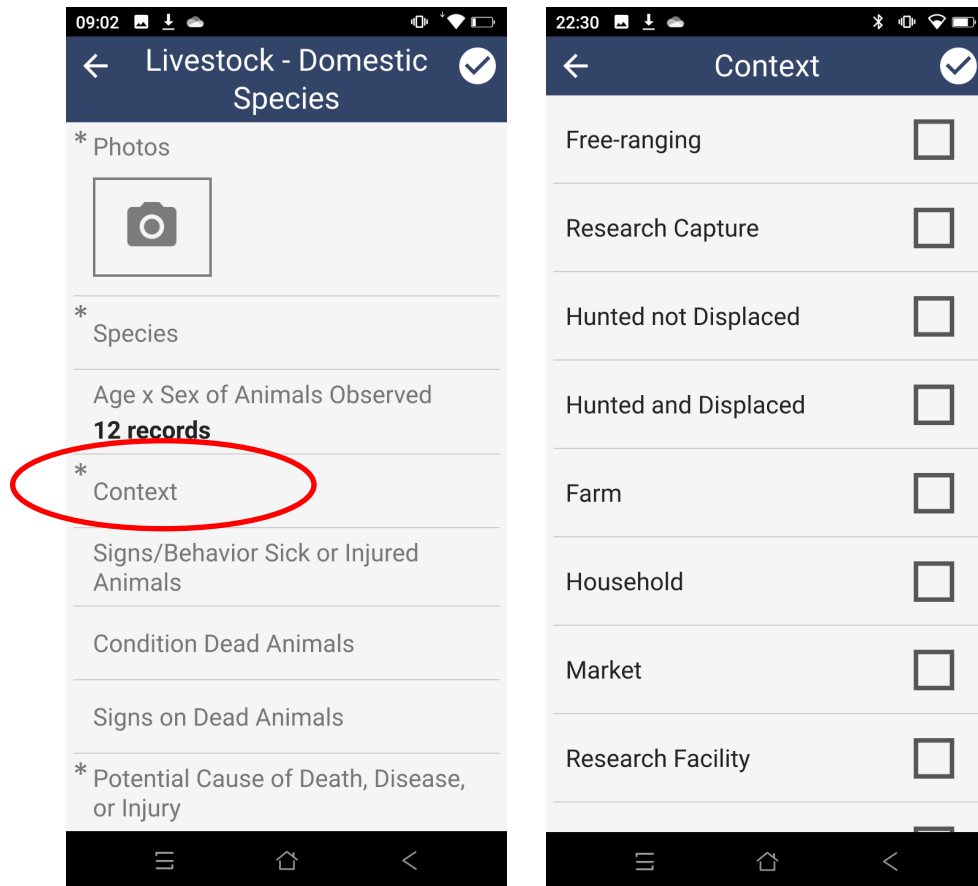 09:02
Livestock - Domestic
Species
* Photos
*
Species
Age x Sex of Animals Observed
12 records
*
Context
Signs/Behavior Sick or Injured
Animals
Condition Dead Animals
Signs on Dead Animals
* Potential Cause of Death, Disease,
or Injury
22:30
Context
Free-ranging
Research Capture
Hunted not Displaced
Hunted and Displaced
Farm
Household
Market
Research Facility